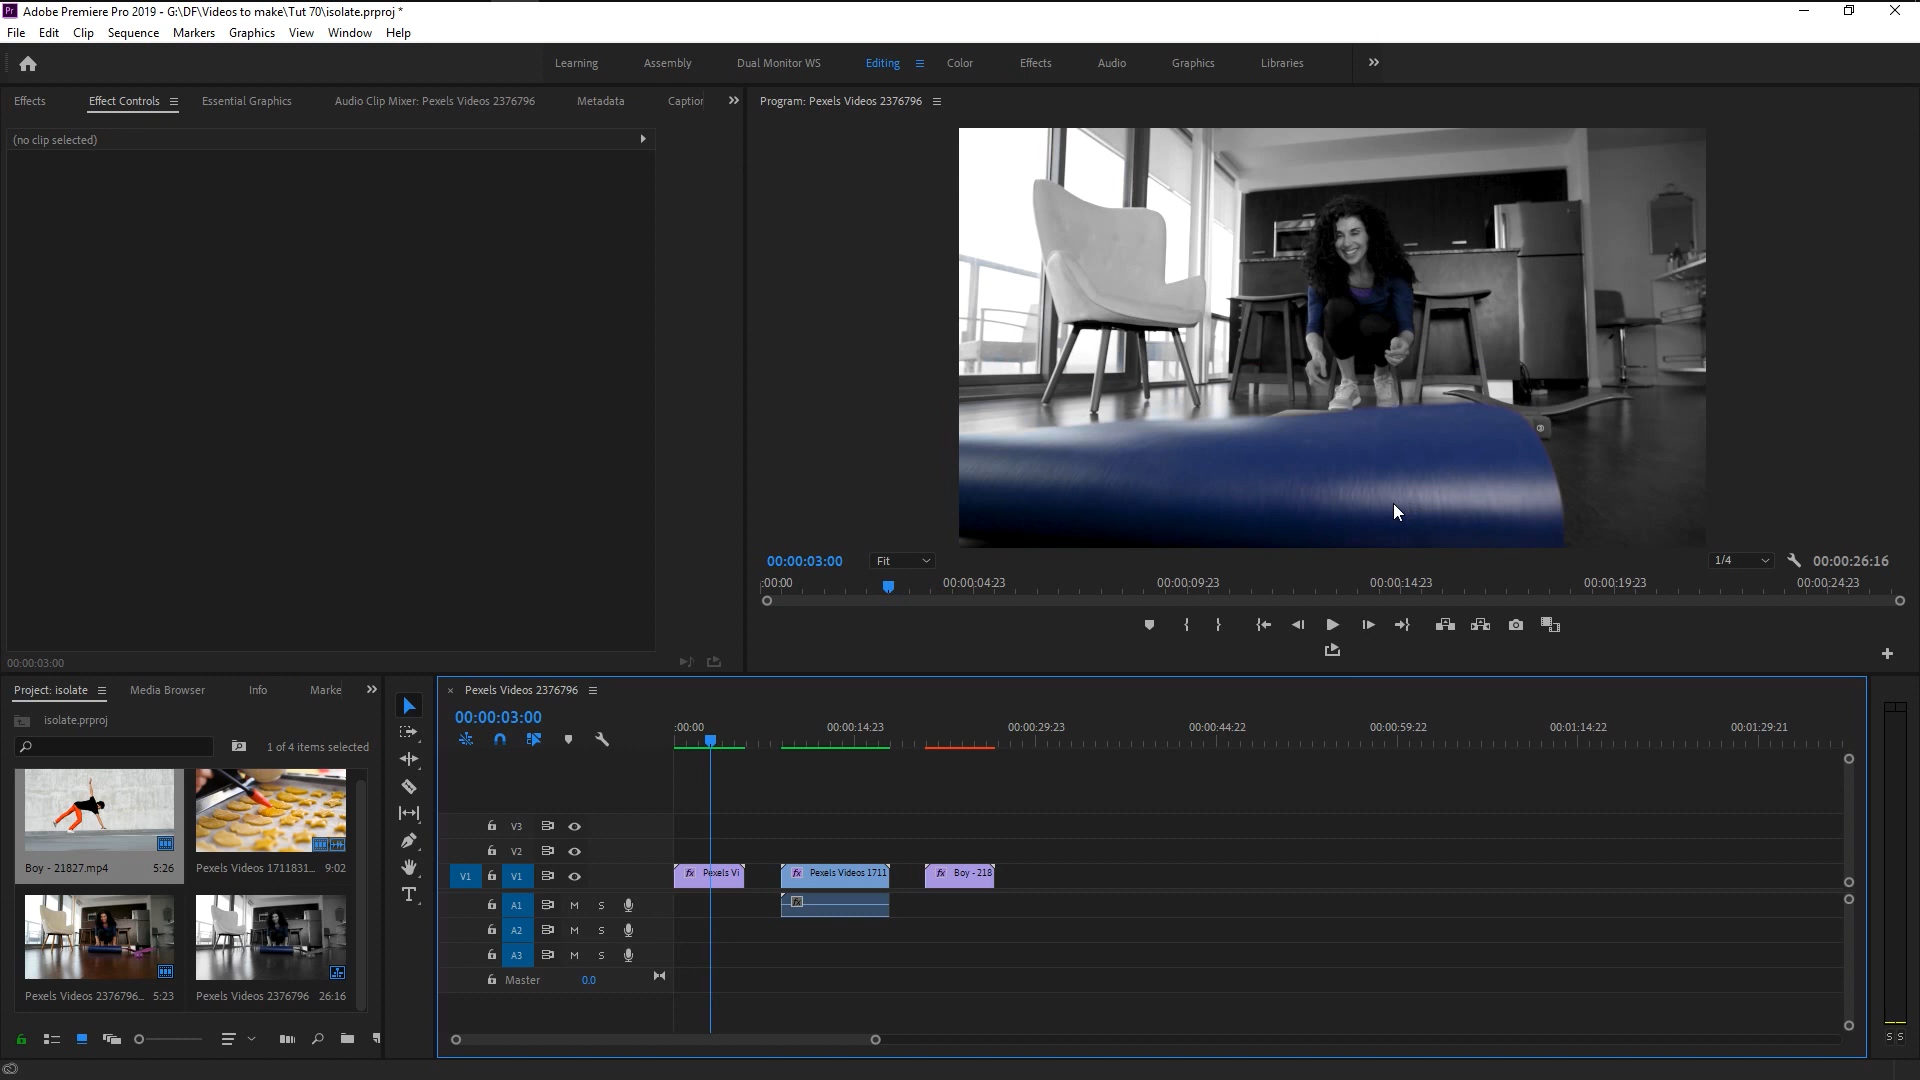 Pr Adobe Premiere Pro 2019 - G:\DF\Videos to make\Tut 70\isolate.prproj *
File Edit Clip Sequence Markers Graphics View Window Help
Learning Assembly Dual Monitor WS Editing Color Effects Audio Graphics Libraries
Effects Effect Controls Essential Graphics Audio Clip Mixer: Pexels Videos 2376796 Metadata Caption
Program: Pexels Videos 2376796
(no clip selected)
00:00:03:00
00:00:03:00 Fit 1/4 00:00:26:16
:00:00 00:00:04:23 00:00:09:23 00:00:14:23 00:00:19:23 00:00:24:23
Project: isolate Media Browser Info Marke
isolate.prproj
1 of 4 items selected
Boy - 21827.mp4 5:26
Pexels Videos 1711831... 9:02
Pexels Videos 2376796... 5:23
Pexels Videos 2376796 26:16
T
× Pexels Videos 2376796
00:00:03:00
:00:00 00:00:14:23 00:00:29:23 00:00:44:22 00:00:59:22 00:01:14:22 00:01:29:21
V3
V2
V1 V1 fx Pexels Vi fx Pexels Videos 1711 fx Boy - 218
A1 M S fx
A2 M S
A3 M S
Master 0.0
S S